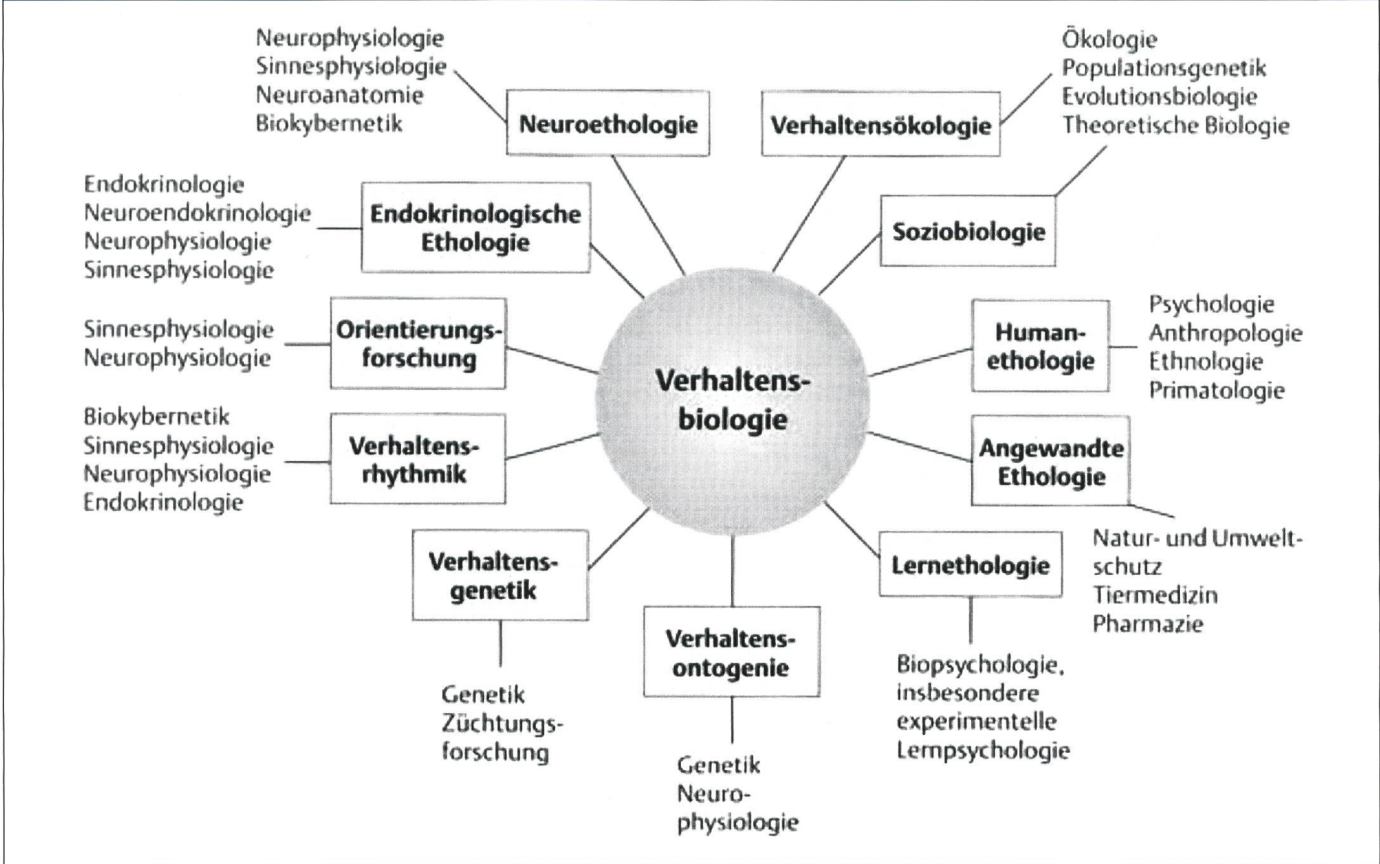 Neurophysiologie
Sinnesphysiologie
Neuroanatomie
Biokybernetik
Neuroethologie
Verhaltensökologie
Ökologie
Populationsgenetik
Evolutionsbiologie
Theoretische Biologie
Endokrinologie
Neuroendokrinologie
Neurophysiologie
Sinnesphysiologie
Endokrinologische
Ethologie
Soziobiologie
Sinnesphysiologie
Neurophysiologie
Orientierungs-
forschung
Verhaltens-
biologie
Human-
ethologie
Psychologie
Anthropologie
Ethnologie
Primatologie
Biokybernetik
Sinnesphysiologie
Neurophysiologie
Endokrinologie
Verhaltens-
rhythmik
Angewandte
Ethologie
Natur- und Umwelt-
schutz
Tiermedizin
Pharmazie
Verhaltens-
genetik
Genetik
Züchtungs-
forschung
Verhaltens-
ontogenie
Genetik
Neuro-
physiologie
Lernethologie
Biopsychologie,
insbesondere
experimentelle
Lernpsychologie